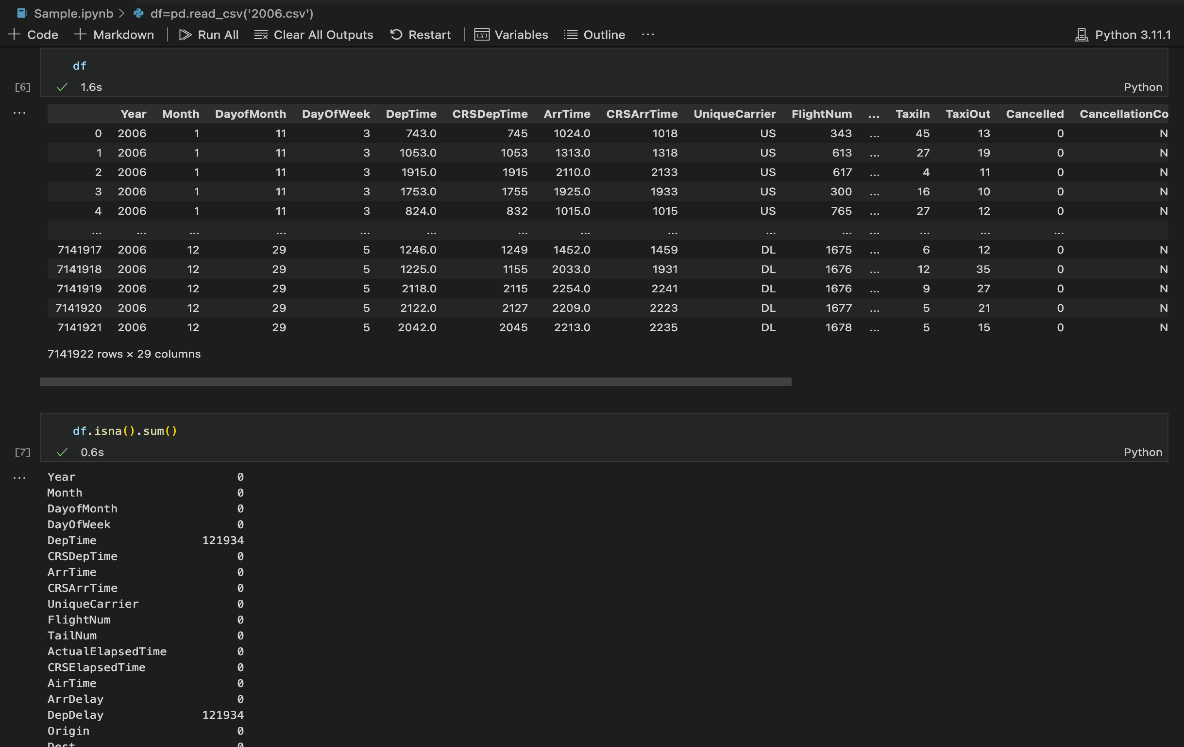 Sample.ipynb > df=pd.read_csv('2006.csv')
+ Code + Markdown | Run All Clear All Outputs Restart | Variables Outline ... Python 3.11.1
df
[6] ✓ 1.6s Python
... Year Month DayofMonth DayOfWeek DepTime CRSDepTime ArrTime CRSArrTime UniqueCarrier FlightNum ... TaxiIn TaxiOut Cancelled CancellationCo
0 2006 1 11 3 743.0 745 1024.0 1018 US 343 ... 45 13 0 N
1 2006 1 11 3 1053.0 1053 1313.0 1318 US 613 ... 27 19 0 N
2 2006 1 11 3 1915.0 1915 2110.0 2133 US 617 ... 4 11 0 N
3 2006 1 11 3 1753.0 1755 1925.0 1933 US 300 ... 16 10 0 N
4 2006 1 11 3 824.0 832 1015.0 1015 US 765 ... 27 12 0 N
... ... ... ... ... ... ... ... ... ... ... ... ... ... ...
7141917 2006 12 29 5 1246.0 1249 1452.0 1459 DL 1675 ... 6 12 0 N
7141918 2006 12 29 5 1225.0 1155 2033.0 1931 DL 1676 ... 12 35 0 N
7141919 2006 12 29 5 2118.0 2115 2254.0 2241 DL 1676 ... 9 27 0 N
7141920 2006 12 29 5 2122.0 2127 2209.0 2223 DL 1677 ... 5 21 0 N
7141921 2006 12 29 5 2042.0 2045 2213.0 2235 DL 1678 ... 5 15 0 N
7141922 rows × 29 columns
df.isna().sum()
[7] ✓ 0.6s Python
... Year 0
Month 0
DayofMonth 0
DayOfWeek 0
DepTime 121934
CRSDepTime 0
ArrTime 0
CRSArrTime 0
UniqueCarrier 0
FlightNum 0
TailNum 0
ActualElapsedTime 0
CRSElapsedTime 0
AirTime 0
ArrDelay 0
DepDelay 121934
Origin 0
Dest 0